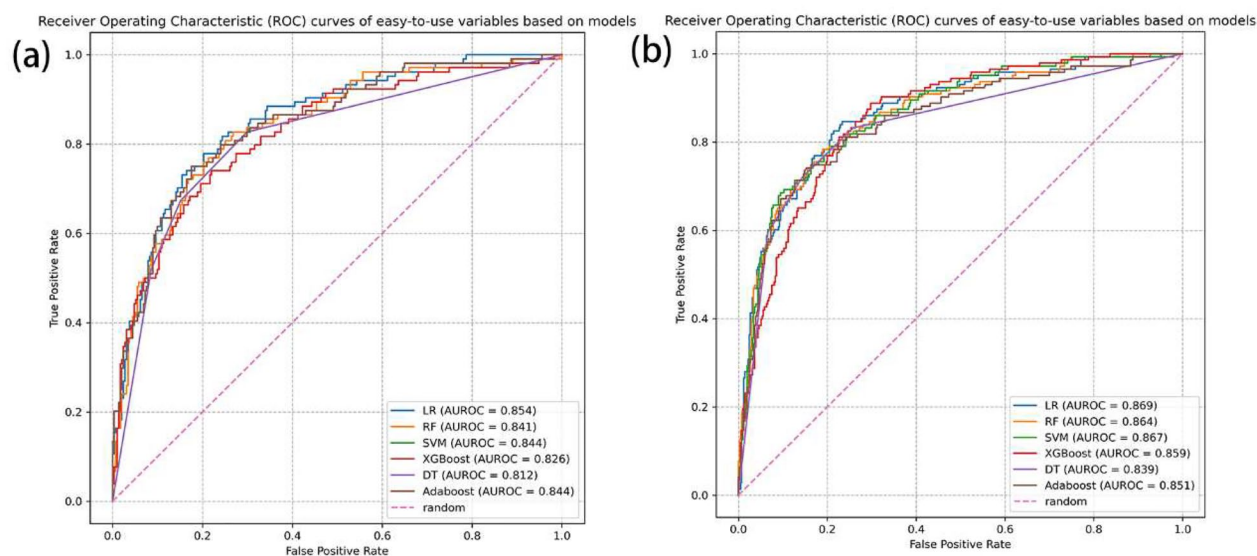 (a)
Receiver Operating Characteristic (ROC) curves of easy-to-use variables based on models
True Positive Rate
1.0
0.8
0.6
0.4
0.2
0.0
LR (AUROC = 0.854)
RF (AUROC = 0.841)
SVM (AUROC = 0.844)
XGBoost (AUROC = 0.826)
DT (AUROC = 0.812)
Adaboost (AUROC = 0.844)
random
0.0 0.2 0.4 0.6 0.8 1.0
False Positive Rate
(b)
Receiver Operating Characteristic (ROC) curves of easy-to-use variables based on models
True Positive Rate
1.0
0.8
0.6
0.4
0.2
0.0
LR (AUROC = 0.869)
RF (AUROC = 0.864)
SVM (AUROC = 0.867)
XGBoost (AUROC = 0.859)
DT (AUROC = 0.839)
Adaboost (AUROC = 0.851)
random
0.0 0.2 0.4 0.6 0.8 1.0
False Positive Rate